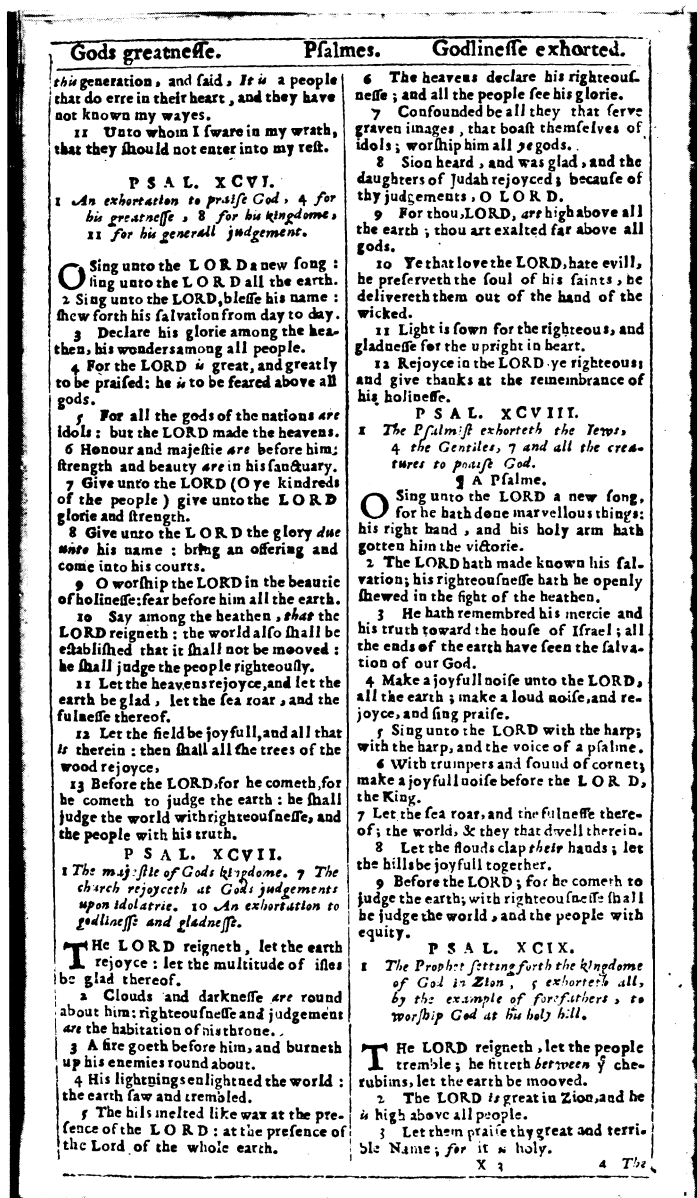 Gods greatnesse. Psalmes. Godlinesse exhorted.
this generation, and said, It is a people
that do erre in their heart, and they have
not known my wayes.
11 Unto whom I sware in my wrath,
that they should not enter into my rest.
PSAL. XCVI.
1 An exhortation to praise God, 4 for
his greatnesse, 8 for his kingdome,
11 for his generall judgement.
O Sing unto the LORD a new song:
sing unto the LORD all the earth.
2 Sing unto the LORD, blesse his name:
shew forth his salvation from day to day.
3 Declare his glorie among the hea-
then, his wonders among all people.
4 For the LORD is great, and greatly
to be praised: he is to be feared above all
gods.
5 For all the gods of the nations are
idols: but the LORD made the heavens.
6 Honour and majestie are before him;
strength and beauty are in his sanctuary.
7 Give unto the LORD (O ye kindreds
of the people) give unto the LORD
glorie and strength.
8 Give unto the LORD the glory due
unto his name: bring an offering and
come into his courts.
9 O worship the LORD in the beautie
of holinesse: fear before him all the earth.
10 Say among the heathen, that the
LORD reigneth: the world also shall be
established that it shall not be mooved:
he shall judge the people righteously.
11 Let the heavens rejoyce, and let the
earth be glad, let the sea roar, and the
fulnesse thereof.
12 Let the field be joyfull, and all that
is therein: then shall all the trees of the
wood rejoyce,
13 Before the LORD, for he cometh, for
he cometh to judge the earth: he shall
judge the world with righteousnesse, and
the people with his truth.
PSAL. XCVII.
1 The majestie of Gods kingdome. 7 The
church rejoyceth at Gods judgements
upon idolatrie. 10 An exhortation to
godlinesse and gladnesse.
THe LORD reigneth, let the earth
rejoyce: let the multitude of isles
be glad thereof.
2 Clouds and darknesse are round
about him: righteousnesse and judgement
are the habitation of his throne.
3 A fire goeth before him, and burneth
up his enemies round about.
4 His lightnings enlightned the world:
the earth saw and trembled.
5 The hils melted like wax at the pre-
sence of the LORD: at the presence of
the Lord of the whole earth.
6 The heavens declare his righteous-
nesse; and all the people see his glorie.
7 Confounded be all they that serve
graven images, that boast themselves of
idols; worship him all ye gods.
8 Sion heard, and was glad, and the
daughters of Judah rejoyced; because of
thy judgements, O LORD.
9 For thou, LORD, are high above all
the earth; thou art exalted far above all
gods.
10 Ye that love the LORD, hate evill,
he preserveth the soul of his saints, he
delivereth them out of the hand of the
wicked.
11 Light is sown for the righteous, and
gladnesse for the upright in heart.
12 Rejoyce in the LORD ye righteous;
and give thanks at the remembrance of
his holinesse.
PSAL. XCVIII.
1 The Psalmist exhorteth the Jews,
4 the Gentiles, 7 and all the crea-
tures to praise God.
¶ A Psalme.
O Sing unto the LORD a new song,
for he hath done marvellous things:
his right hand, and his holy arm hath
gotten him the victorie.
2 The LORD hath made known his sal-
vation; his righteousnesse hath he openly
shewed in the sight of the heathen.
3 He hath remembred his mercie and
his truth toward the house of Israel; all
the ends of the earth have seen the salva-
tion of our God.
4 Make a joyfull noise unto the LORD,
all the earth; make a loud noise, and re-
joyce, and sing praise.
5 Sing unto the LORD with the harp;
with the harp, and the voice of a psalme.
6 With trumpets and sound of cornet;
make a joyfull noise before the LORD,
the King.
7 Let the sea roar, and the fulnesse there-
of; the world, & they that dwell therein.
8 Let the flouds clap their hands; let
the hills be joyfull together.
9 Before the LORD; for he cometh to
judge the earth; with righteousnesse shall
he judge the world, and the people with
equity.
PSAL. XCIX.
1 The Prophet setting forth the kingdome
of God in Zion, 5 exhorteth all,
by the example of forefathers, to
worship God at his holy hill.
THe LORD reigneth, let the people
tremble; he sitteth between ye che-
rubims, let the earth be mooved.
2 The LORD is great in Zion, and he
is high above all people.
3 Let them praise thy great and terri-
ble Name; for it is holy.
X 3 4 The